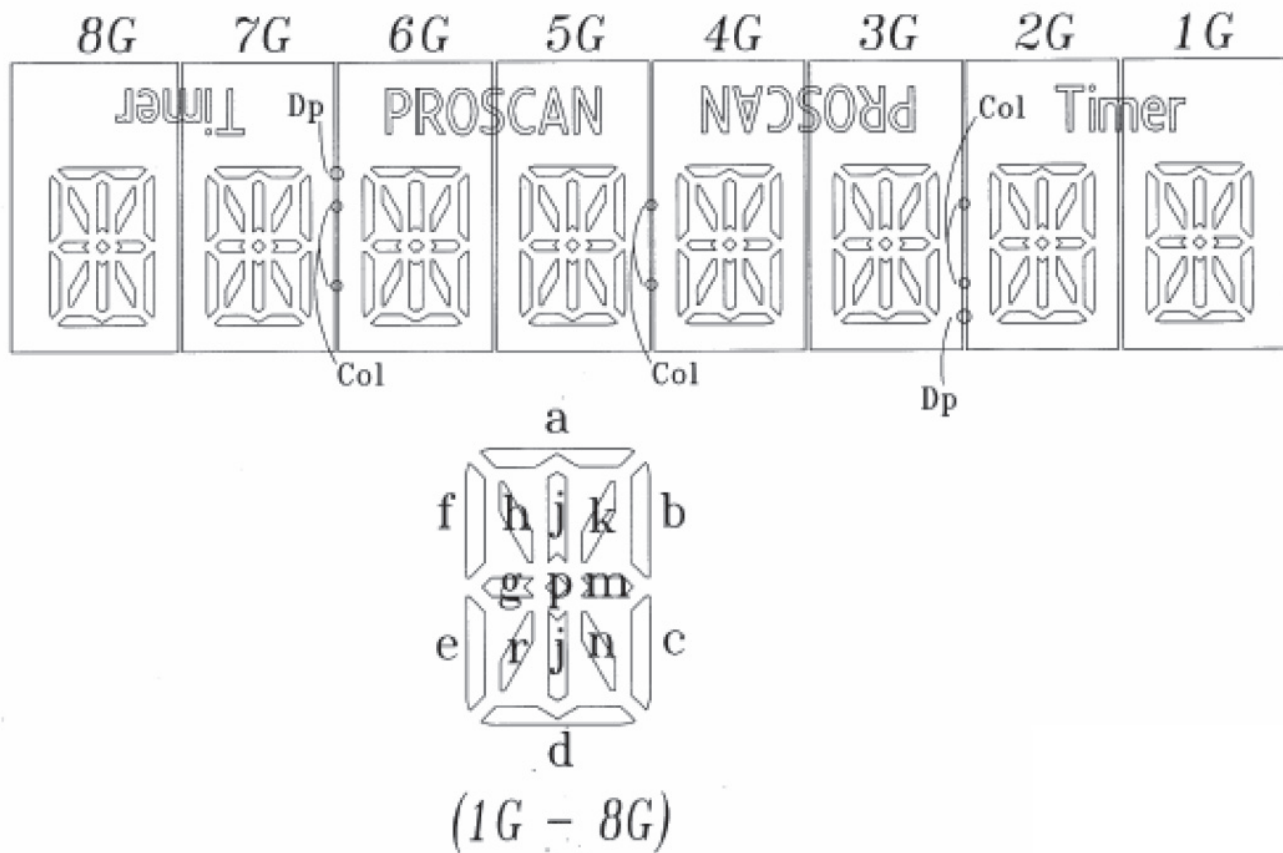 8G 7G 6G 5G 4G 3G 2G 1G
Timer PROSCAN PROSCAN Timer
Dp Col
Col Col Dp
a
f h j k b
g p m
e r j n c
d
(1G - 8G)